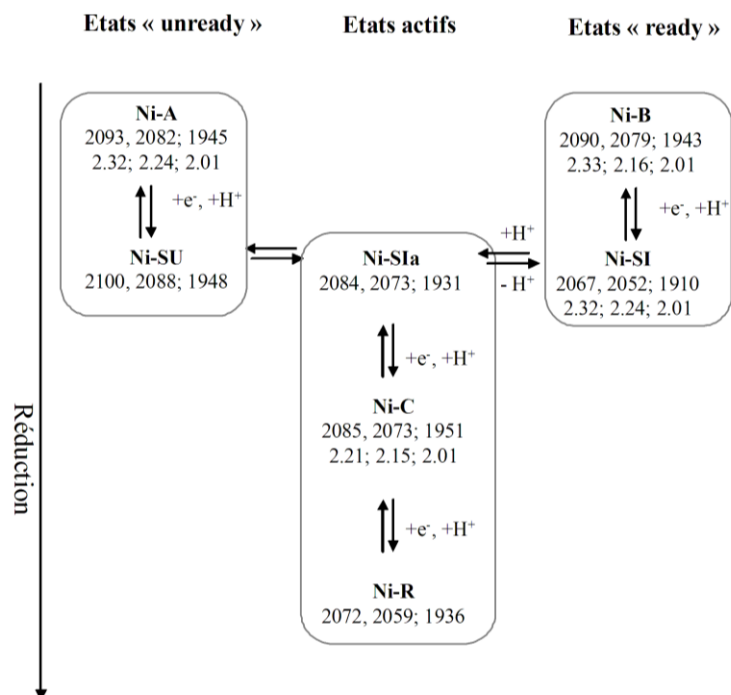 Etats « unready »
Etats actifs
Etats « ready »
Ni-A
2093, 2082; 1945
2.32; 2.24; 2.01
+e-, +H+
Ni-SU
2100, 2088; 1948
Ni-B
2090, 2079; 1943
2.33; 2.16; 2.01
+e-, +H+
Ni-SI
2067, 2052; 1910
2.32; 2.24; 2.01
+H+
- H+
Ni-SIa
2084, 2073; 1931
+e-, +H+
Ni-C
2085, 2073; 1951
2.21; 2.15; 2.01
+e-, +H+
Ni-R
2072, 2059; 1936
Réduction